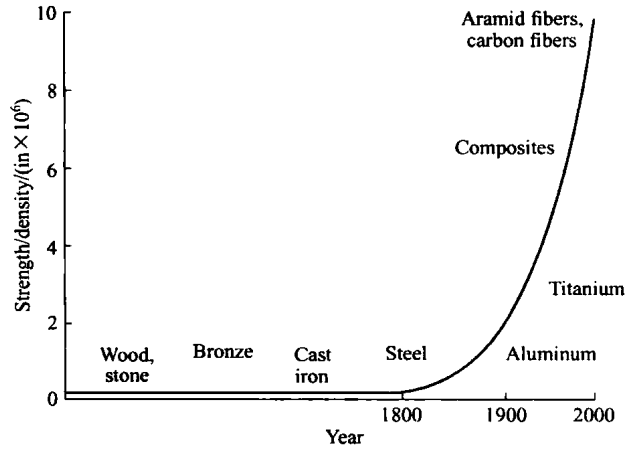 Aramid fibers,
carbon fibers
10
8
Composites
6
Strength/density/(in×10⁶)
4
Titanium
2
Wood,
stone
Bronze
Cast
iron
Steel
Aluminum
0
1800
1900
2000
Year